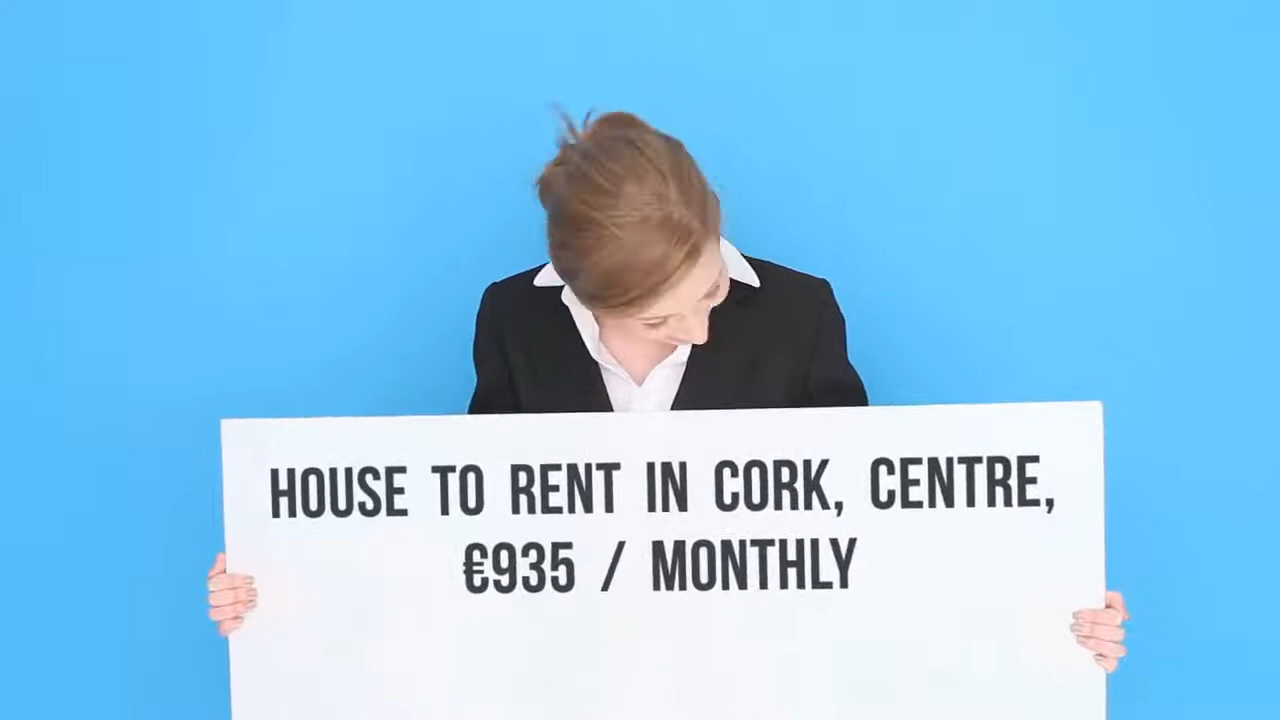 HOUSE TO RENT IN CORK, CENTRE,
€935 / MONTHLY